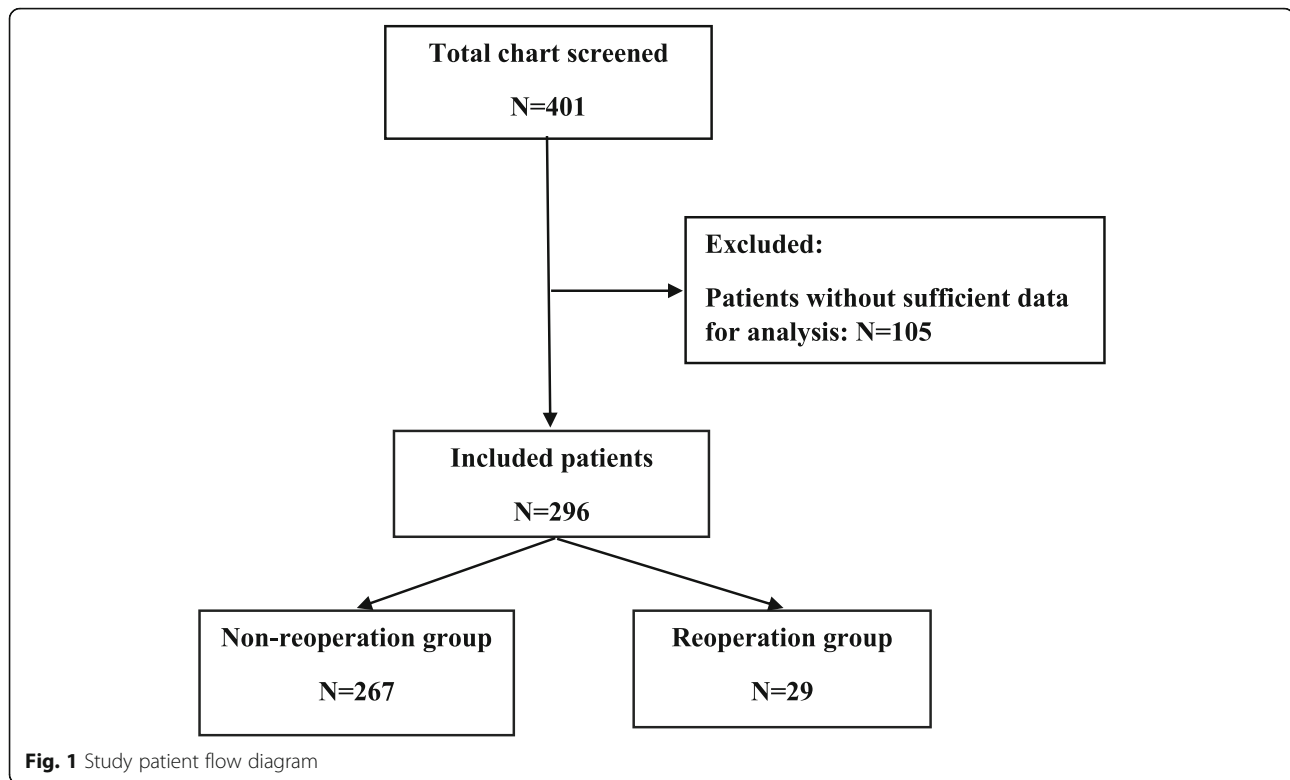 Total chart screened
N=401
Excluded:
Patients without sufficient data
for analysis: N=105
Included patients
N=296
Non-reoperation group
N=267
Reoperation group
N=29
Fig. 1 Study patient flow diagram